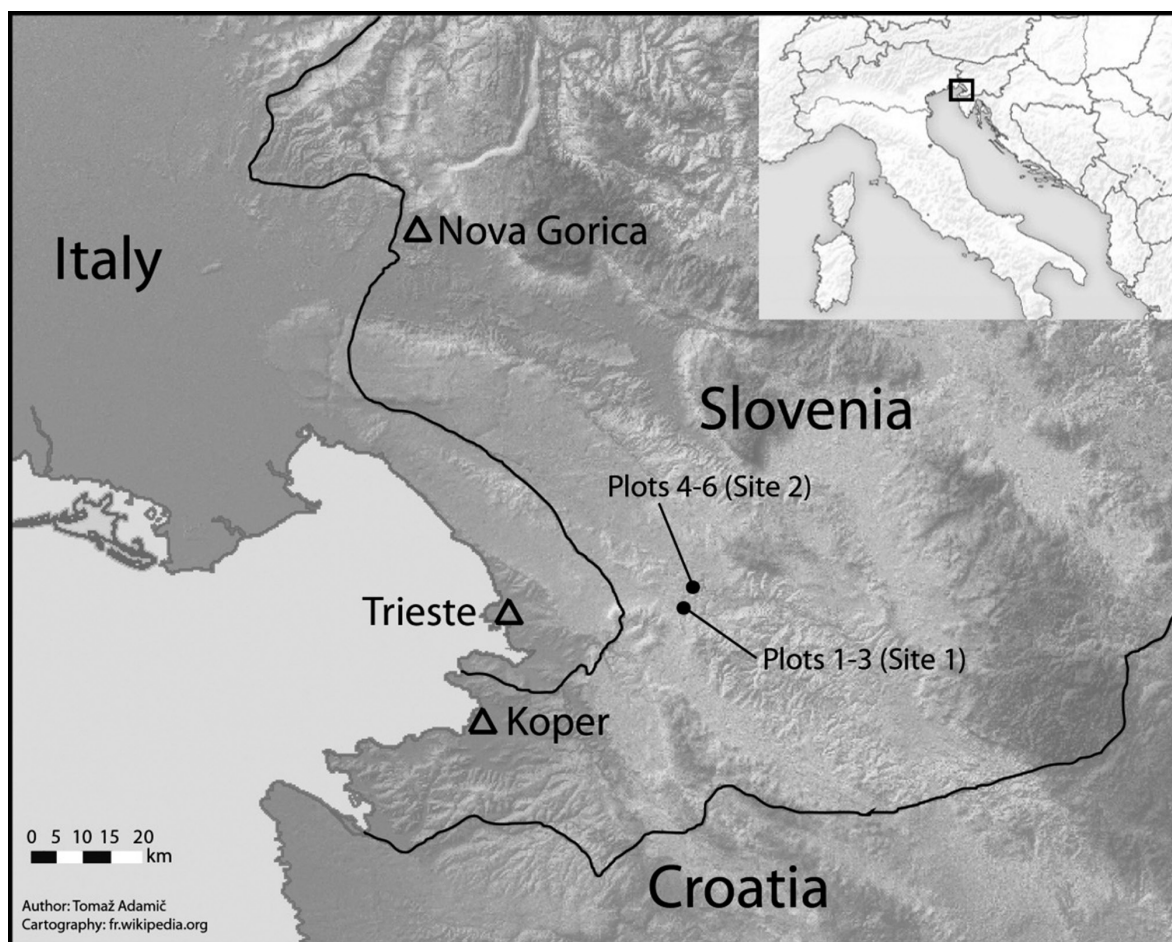 Nova Gorica
Italy
Slovenia
Plots 4-6 (Site 2)
Trieste
Plots 1-3 (Site 1)
Koper
0 5 10 15 20
km
Croatia
Author: Tomaž Adamič
Cartography: fr.wikipedia.org